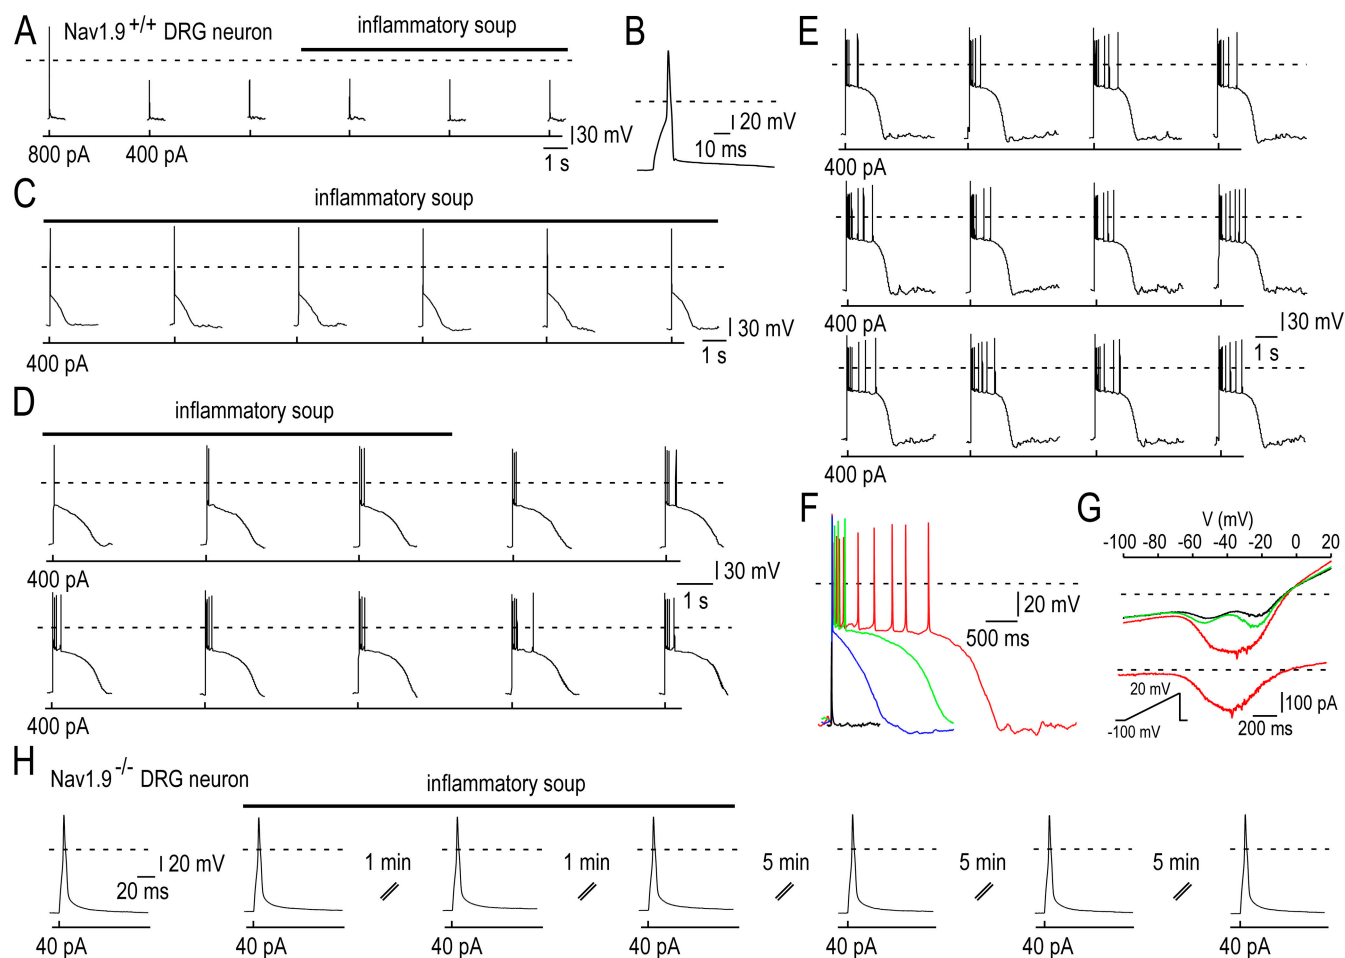 A
Nav1.9+/+ DRG neuron
inflammatory soup
800 pA
400 pA
30 mV
1 s
B
20 mV
10 ms
C
inflammatory soup
400 pA
30 mV
1 s
D
inflammatory soup
400 pA
30 mV
1 s
400 pA
E
400 pA
400 pA
30 mV
1 s
400 pA
F
20 mV
500 ms
G
V (mV)
-100 -80 -60 -40 -20 0 20
20 mV
-100 mV
100 pA
200 ms
H
Nav1.9-/- DRG neuron
inflammatory soup
20 mV
20 ms
1 min
1 min
5 min
5 min
5 min
40 pA
40 pA
40 pA
40 pA
40 pA
40 pA
40 pA